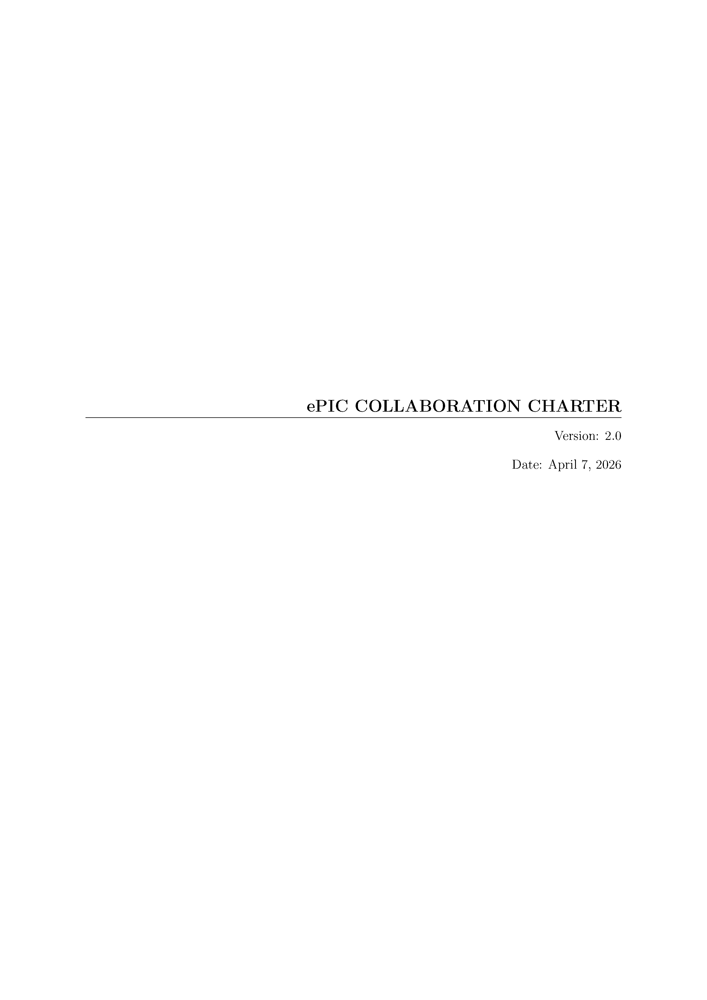 ePIC COLLABORATION CHARTER
Version: 2.0
Date: April 7, 2026